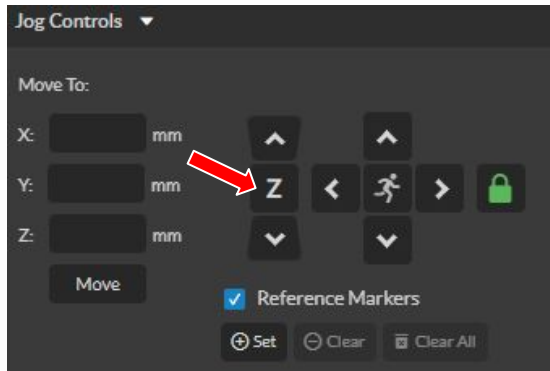 Jog Controls
Move To:
X: mm
Y: mm Z
Z: mm
Move
Reference Markers
Set Clear Clear All